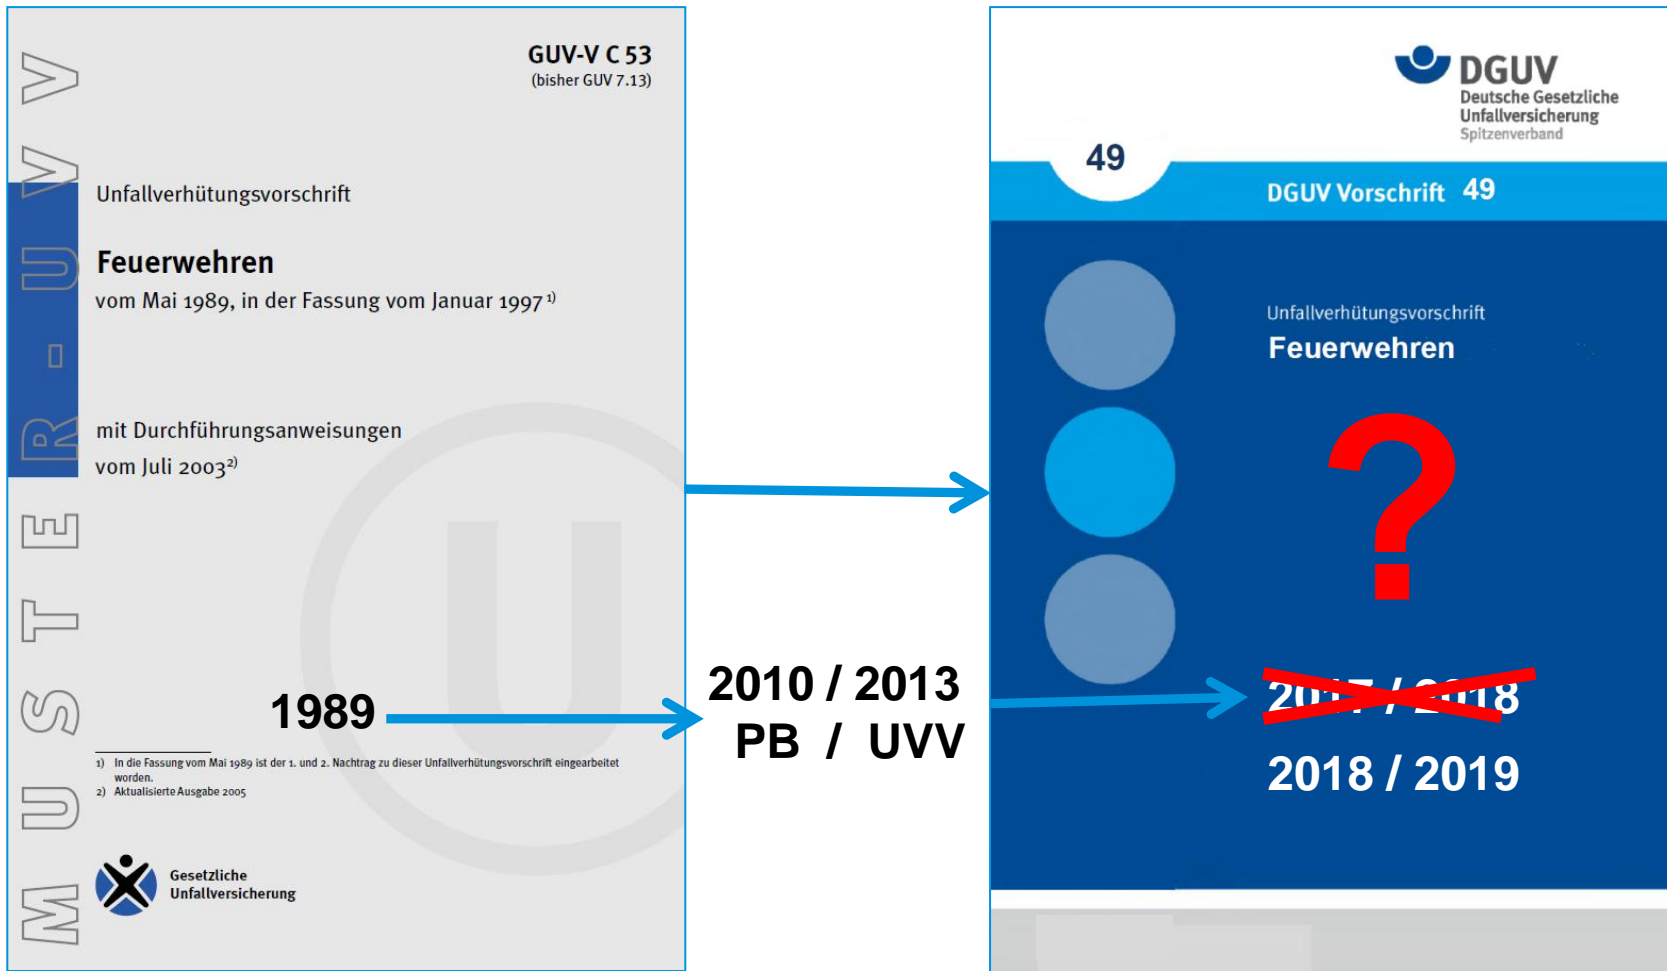 MUSTER-UVV
GUV-V C 53
(bisher GUV 7.13)
Unfallverhütungsvorschrift
Feuerwehren
vom Mai 1989, in der Fassung vom Januar 1997 1)
mit Durchführungsanweisungen
vom Juli 2003 2)
1989
1) In die Fassung vom Mai 1989 ist der 1. und 2. Nachtrag zu dieser Unfallverhütungsvorschrift eingearbeitet
worden.
2) Aktualisierte Ausgabe 2005
Gesetzliche
Unfallversicherung
2010 / 2013
PB / UVV
DGUV
Deutsche Gesetzliche
Unfallversicherung
Spitzenverband
49
DGUV Vorschrift 49
Unfallverhütungsvorschrift
Feuerwehren
?
2017 / 2018
2018 / 2019